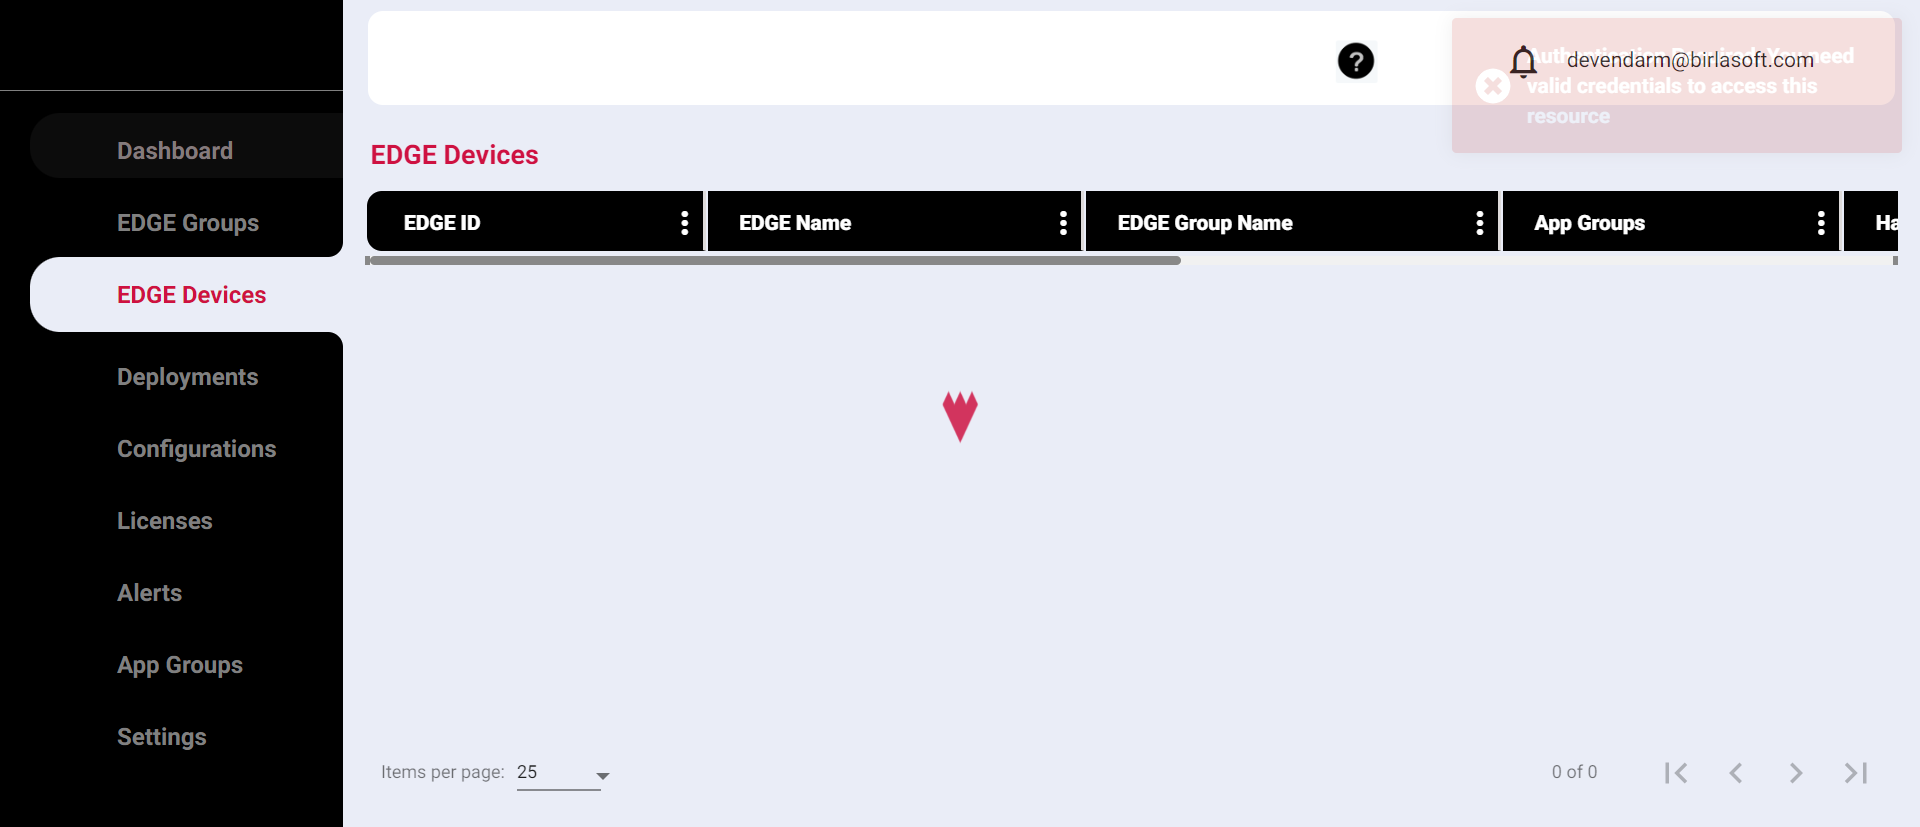 Authentication Required: You need
valid credentials to access this
resource
devendarm@birlasoft.com
Dashboard
EDGE Groups
EDGE Devices
Deployments
Configurations
Licenses
Alerts
App Groups
Settings
EDGE Devices
EDGE ID
EDGE Name
EDGE Group Name
App Groups
Ha
Items per page: 25
0 of 0